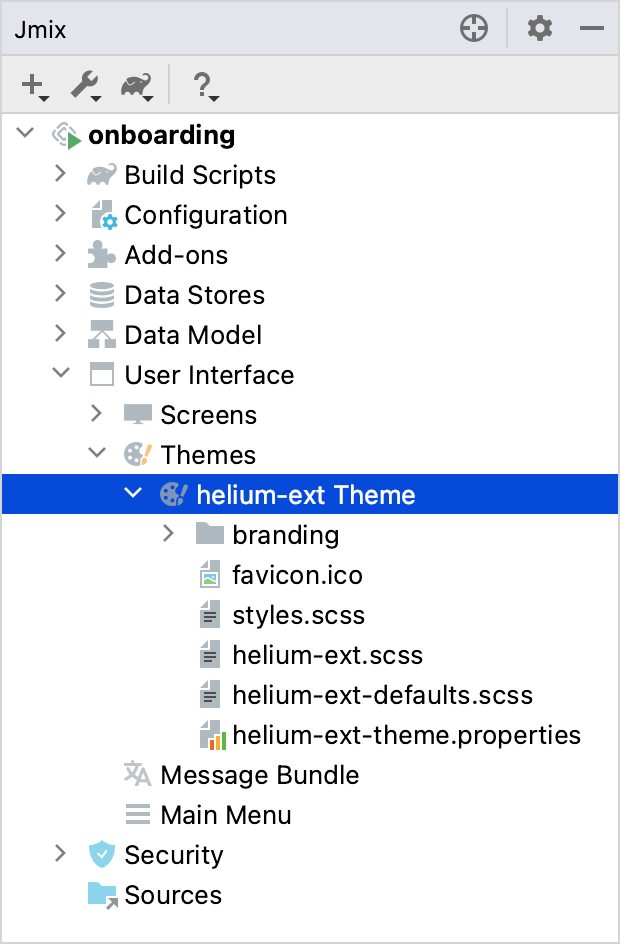 Jmix
?
onboarding
Build Scripts
Configuration
Add-ons
Data Stores
Data Model
User Interface
Screens
Themes
helium-ext Theme
branding
favicon.ico
styles.scss
helium-ext.scss
helium-ext-defaults.scss
helium-ext-theme.properties
Message Bundle
Main Menu
Security
Sources